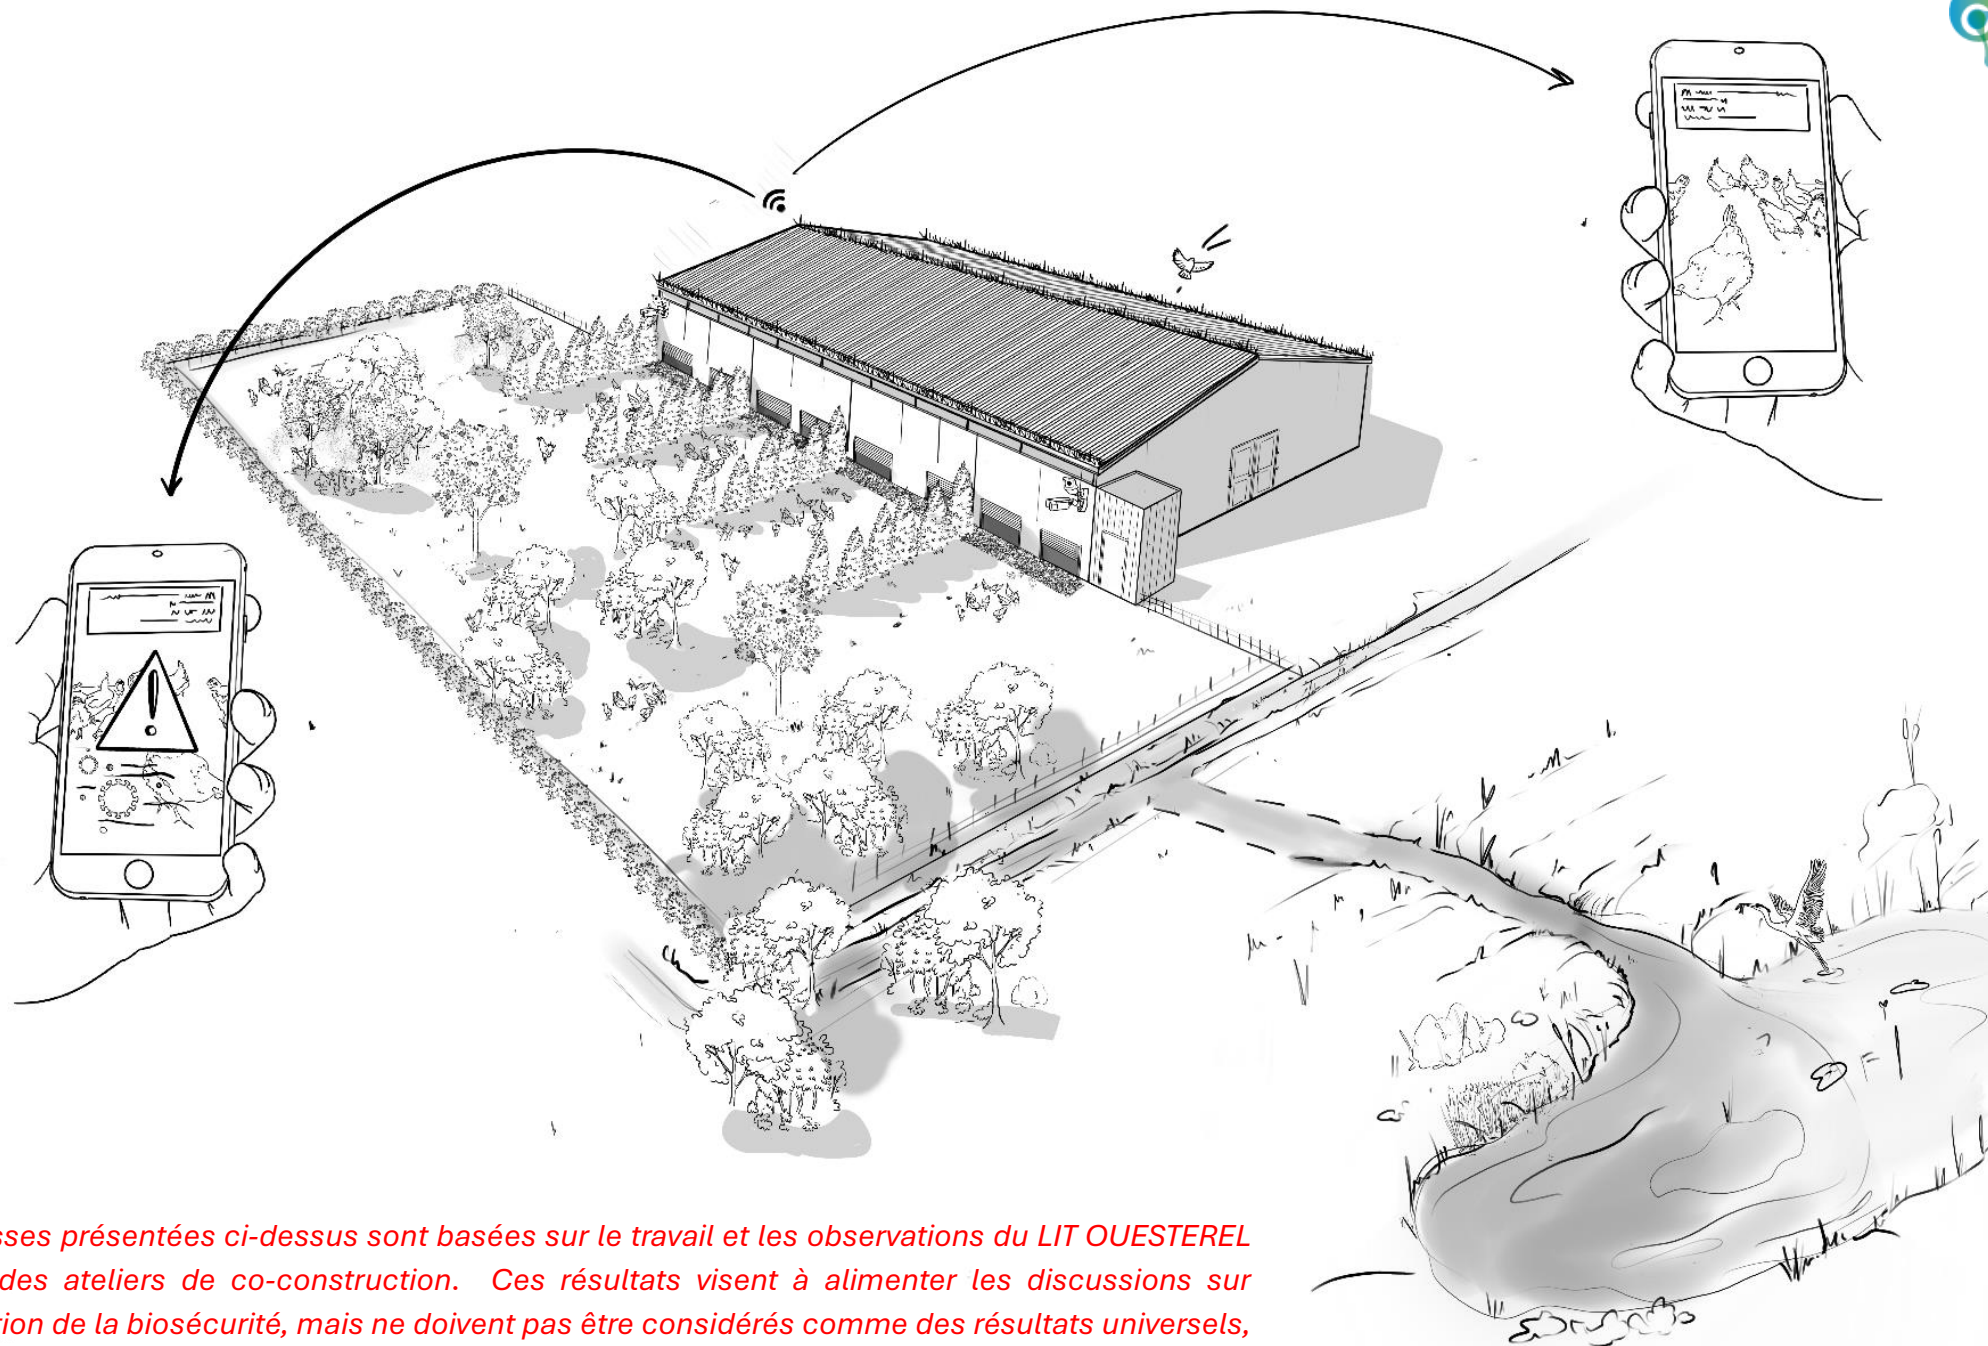 sses présentées ci-dessus sont basées sur le travail et les observations du LIT OUESTEREL
des ateliers de co-construction. Ces résultats visent à alimenter les discussions sur
tion de la biosécurité, mais ne doivent pas être considérés comme des résultats universels,